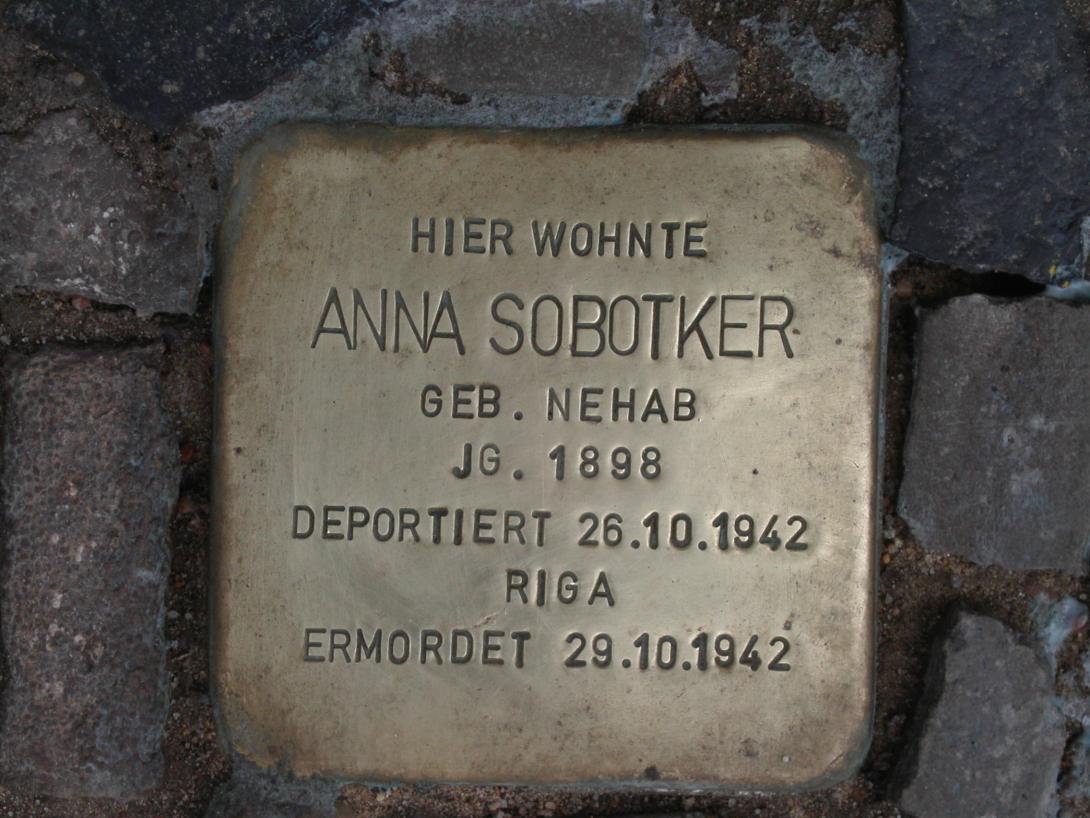 HIER WOHNTE
ANNA SOBOTKER
GEB. NEHAB
JG. 1898
DEPORTIERT 26.10.1942
RIGA
ERMORDET 29.10.1942